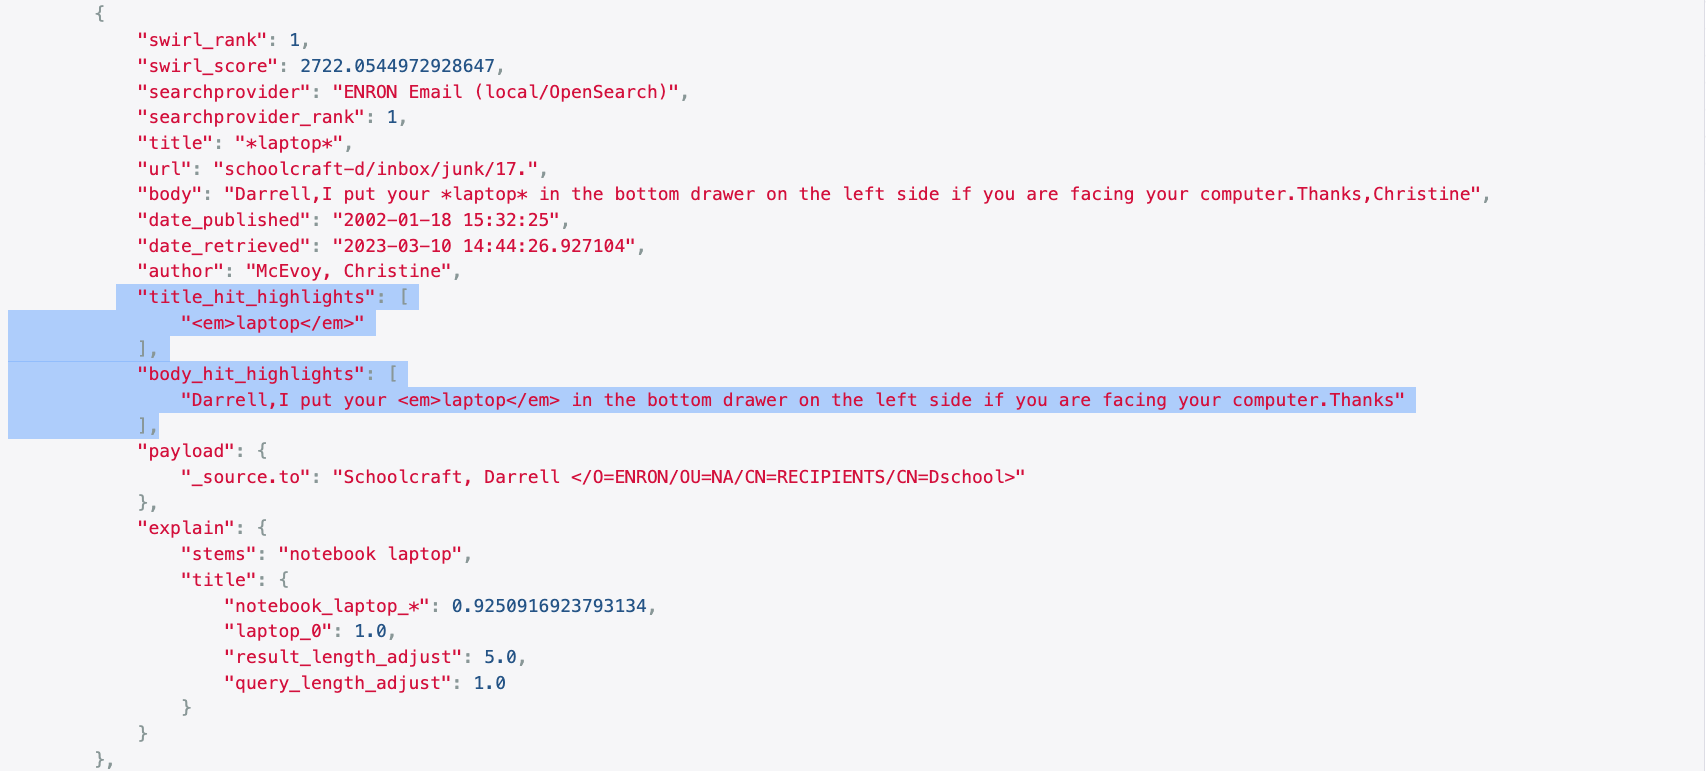 {
"swirl_rank": 1,
"swirl_score": 2722.0544972928647,
"searchprovider": "ENRON Email (local/OpenSearch)",
"searchprovider_rank": 1,
"title": "*laptop*",
"url": "schoolcraft-d/inbox/junk/17.",
"body": "Darrell,I put your *laptop* in the bottom drawer on the left side if you are facing your computer.Thanks,Christine",
"date_published": "2002-01-18 15:32:25",
"date_retrieved": "2023-03-10 14:44:26.927104",
"author": "McEvoy, Christine",
"title_hit_highlights": [
"<em>laptop</em>"
],
"body_hit_highlights": [
"Darrell,I put your <em>laptop</em> in the bottom drawer on the left side if you are facing your computer.Thanks"
],
"payload": {
"_source.to": "Schoolcraft, Darrell </O=ENRON/OU=NA/CN=RECIPIENTS/CN=Dschool>"
},
"explain": {
"stems": "notebook laptop",
"title": {
"notebook_laptop_*": 0.9250916923793134,
"laptop_0": 1.0,
"result_length_adjust": 5.0,
"query_length_adjust": 1.0
}
}
},